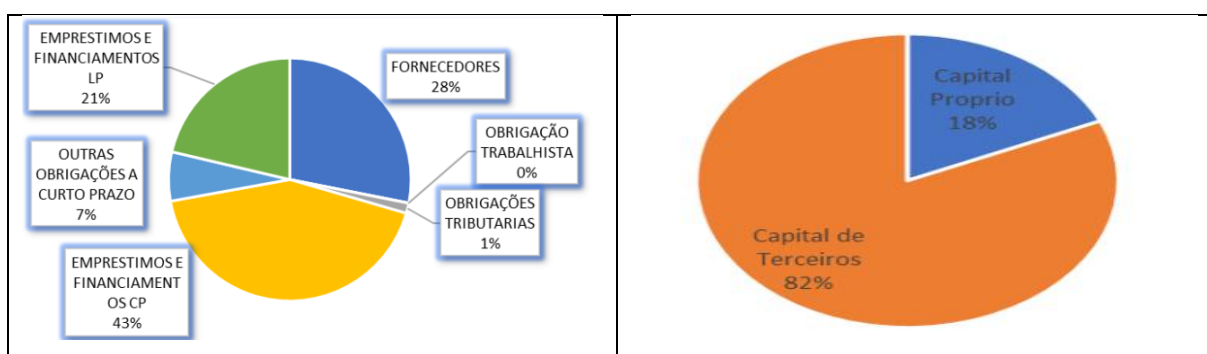 EMPRESTIMOS E
FINANCIAMENTOS
LP
21%
FORNECEDORES
28%
OBRIGAÇÃO
TRABALHISTA
0%
OBRIGAÇÕES
TRIBUTARIAS
1%
OUTRAS
OBRIGAÇÕES A
CURTO PRAZO
7%
EMPRESTIMOS E
FINANCIAMENT
OS CP
43%
Capital
Proprio
18%
Capital de
Terceiros
82%